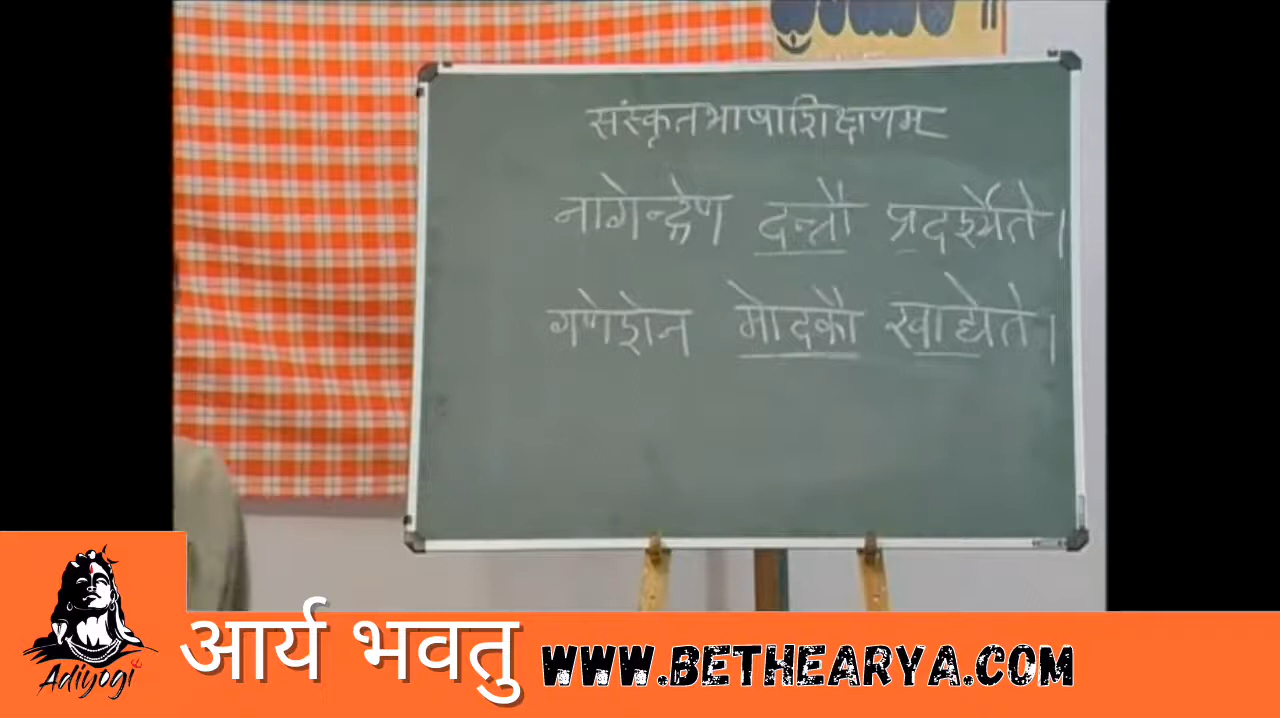 संस्कृतभाषाशिक्षणम्
नागेन्द्रेण दन्तौ प्रदर्श्येते।
गणेशेन मोदकौ खाद्येते।
Adiyogi
आर्य भवतु
WWW.BETHEARYA.COM